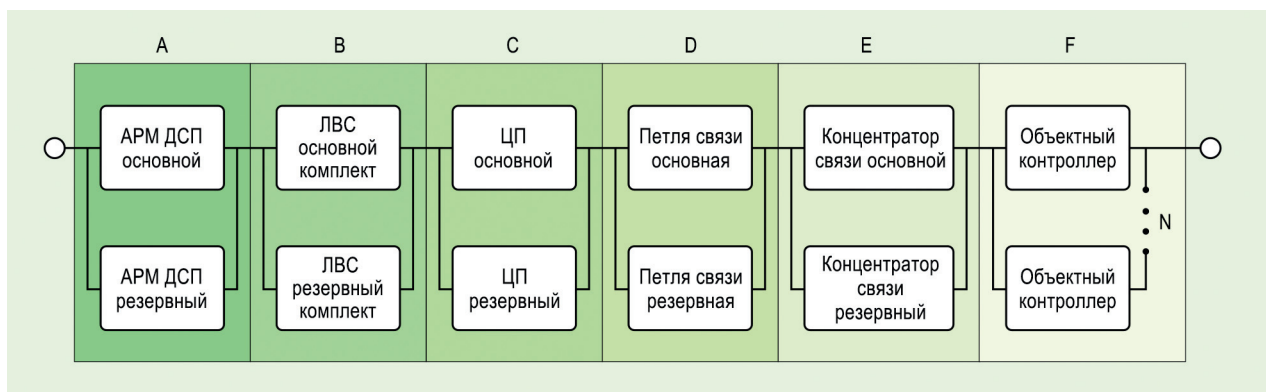 A B C D E F
АРМ ДСП
основной
ЛВС
основной
комплект
ЦП
основной
Петля связи
основная
Концентратор
связи основной
Объектный
контроллер
N
АРМ ДСП
резервный
ЛВС
резервный
комплект
ЦП
резервный
Петля связи
резервная
Концентратор
связи
резервный
Объектный
контроллер